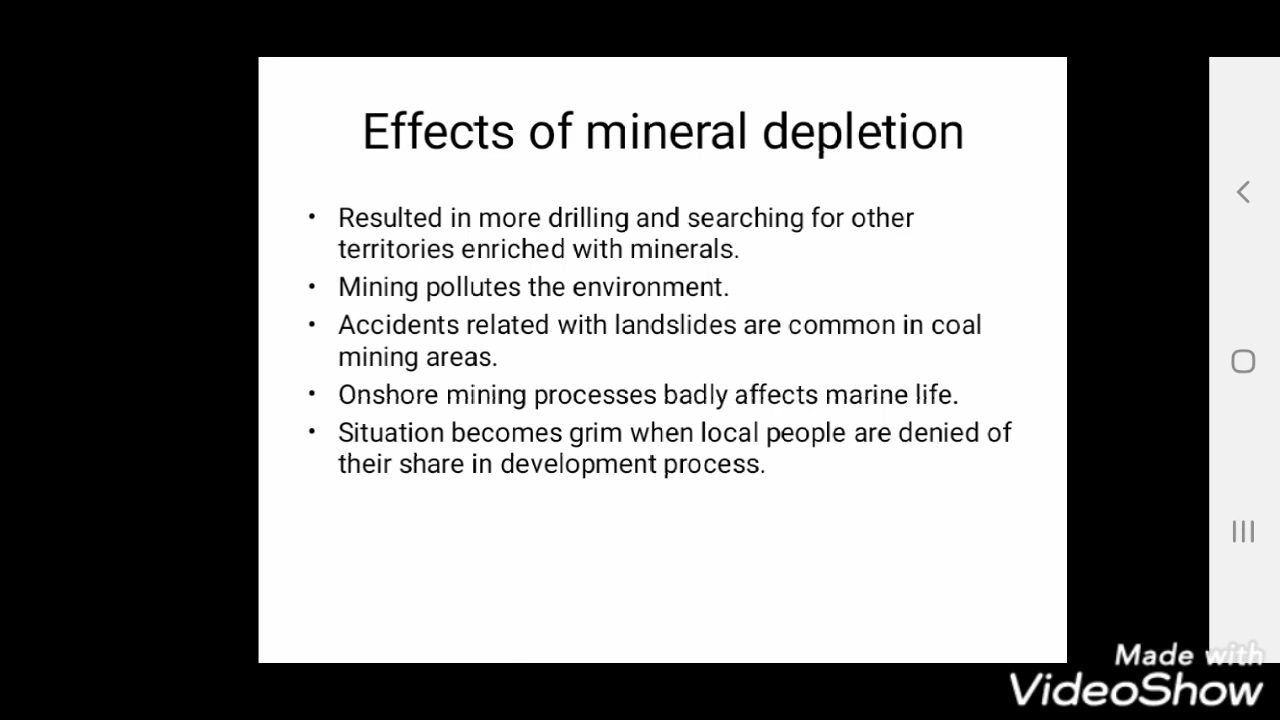 Effects of mineral depletion
• Resulted in more drilling and searching for other
territories enriched with minerals.
• Mining pollutes the environment.
• Accidents related with landslides are common in coal
mining areas.
• Onshore mining processes badly affects marine life.
• Situation becomes grim when local people are denied of
their share in development process.
Made with
VideoShow